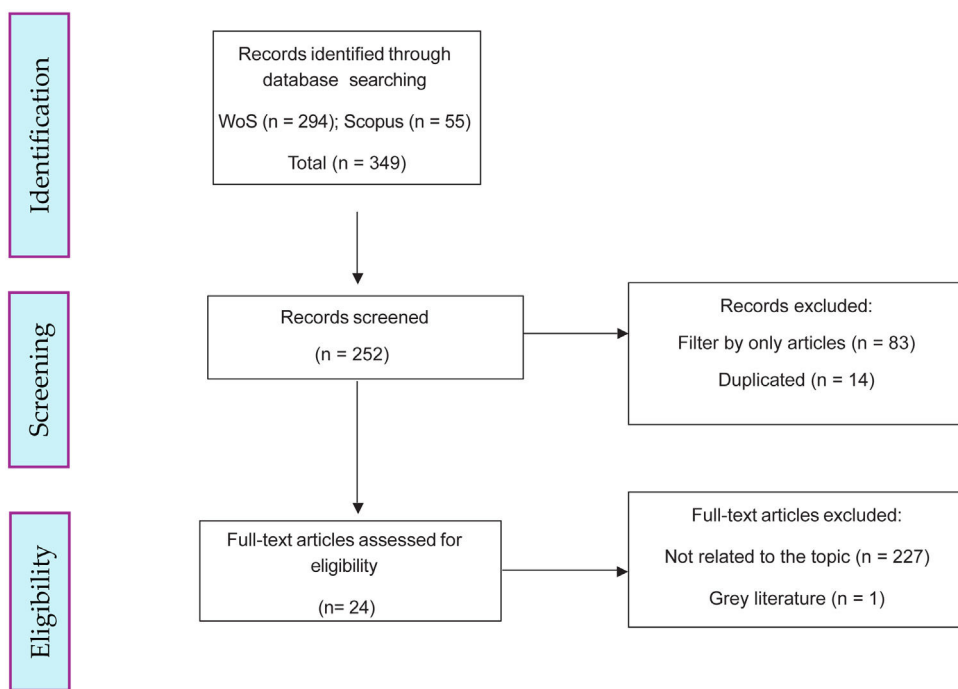 Identification
Records identified through
database searching
WoS (n = 294); Scopus (n = 55)
Total (n = 349)
Screening
Records screened
(n = 252)
Records excluded:
Filter by only articles (n = 83)
Duplicated (n = 14)
Eligibility
Full-text articles assessed for
eligibility
(n= 24)
Full-text articles excluded:
Not related to the topic (n = 227)
Grey literature (n = 1)